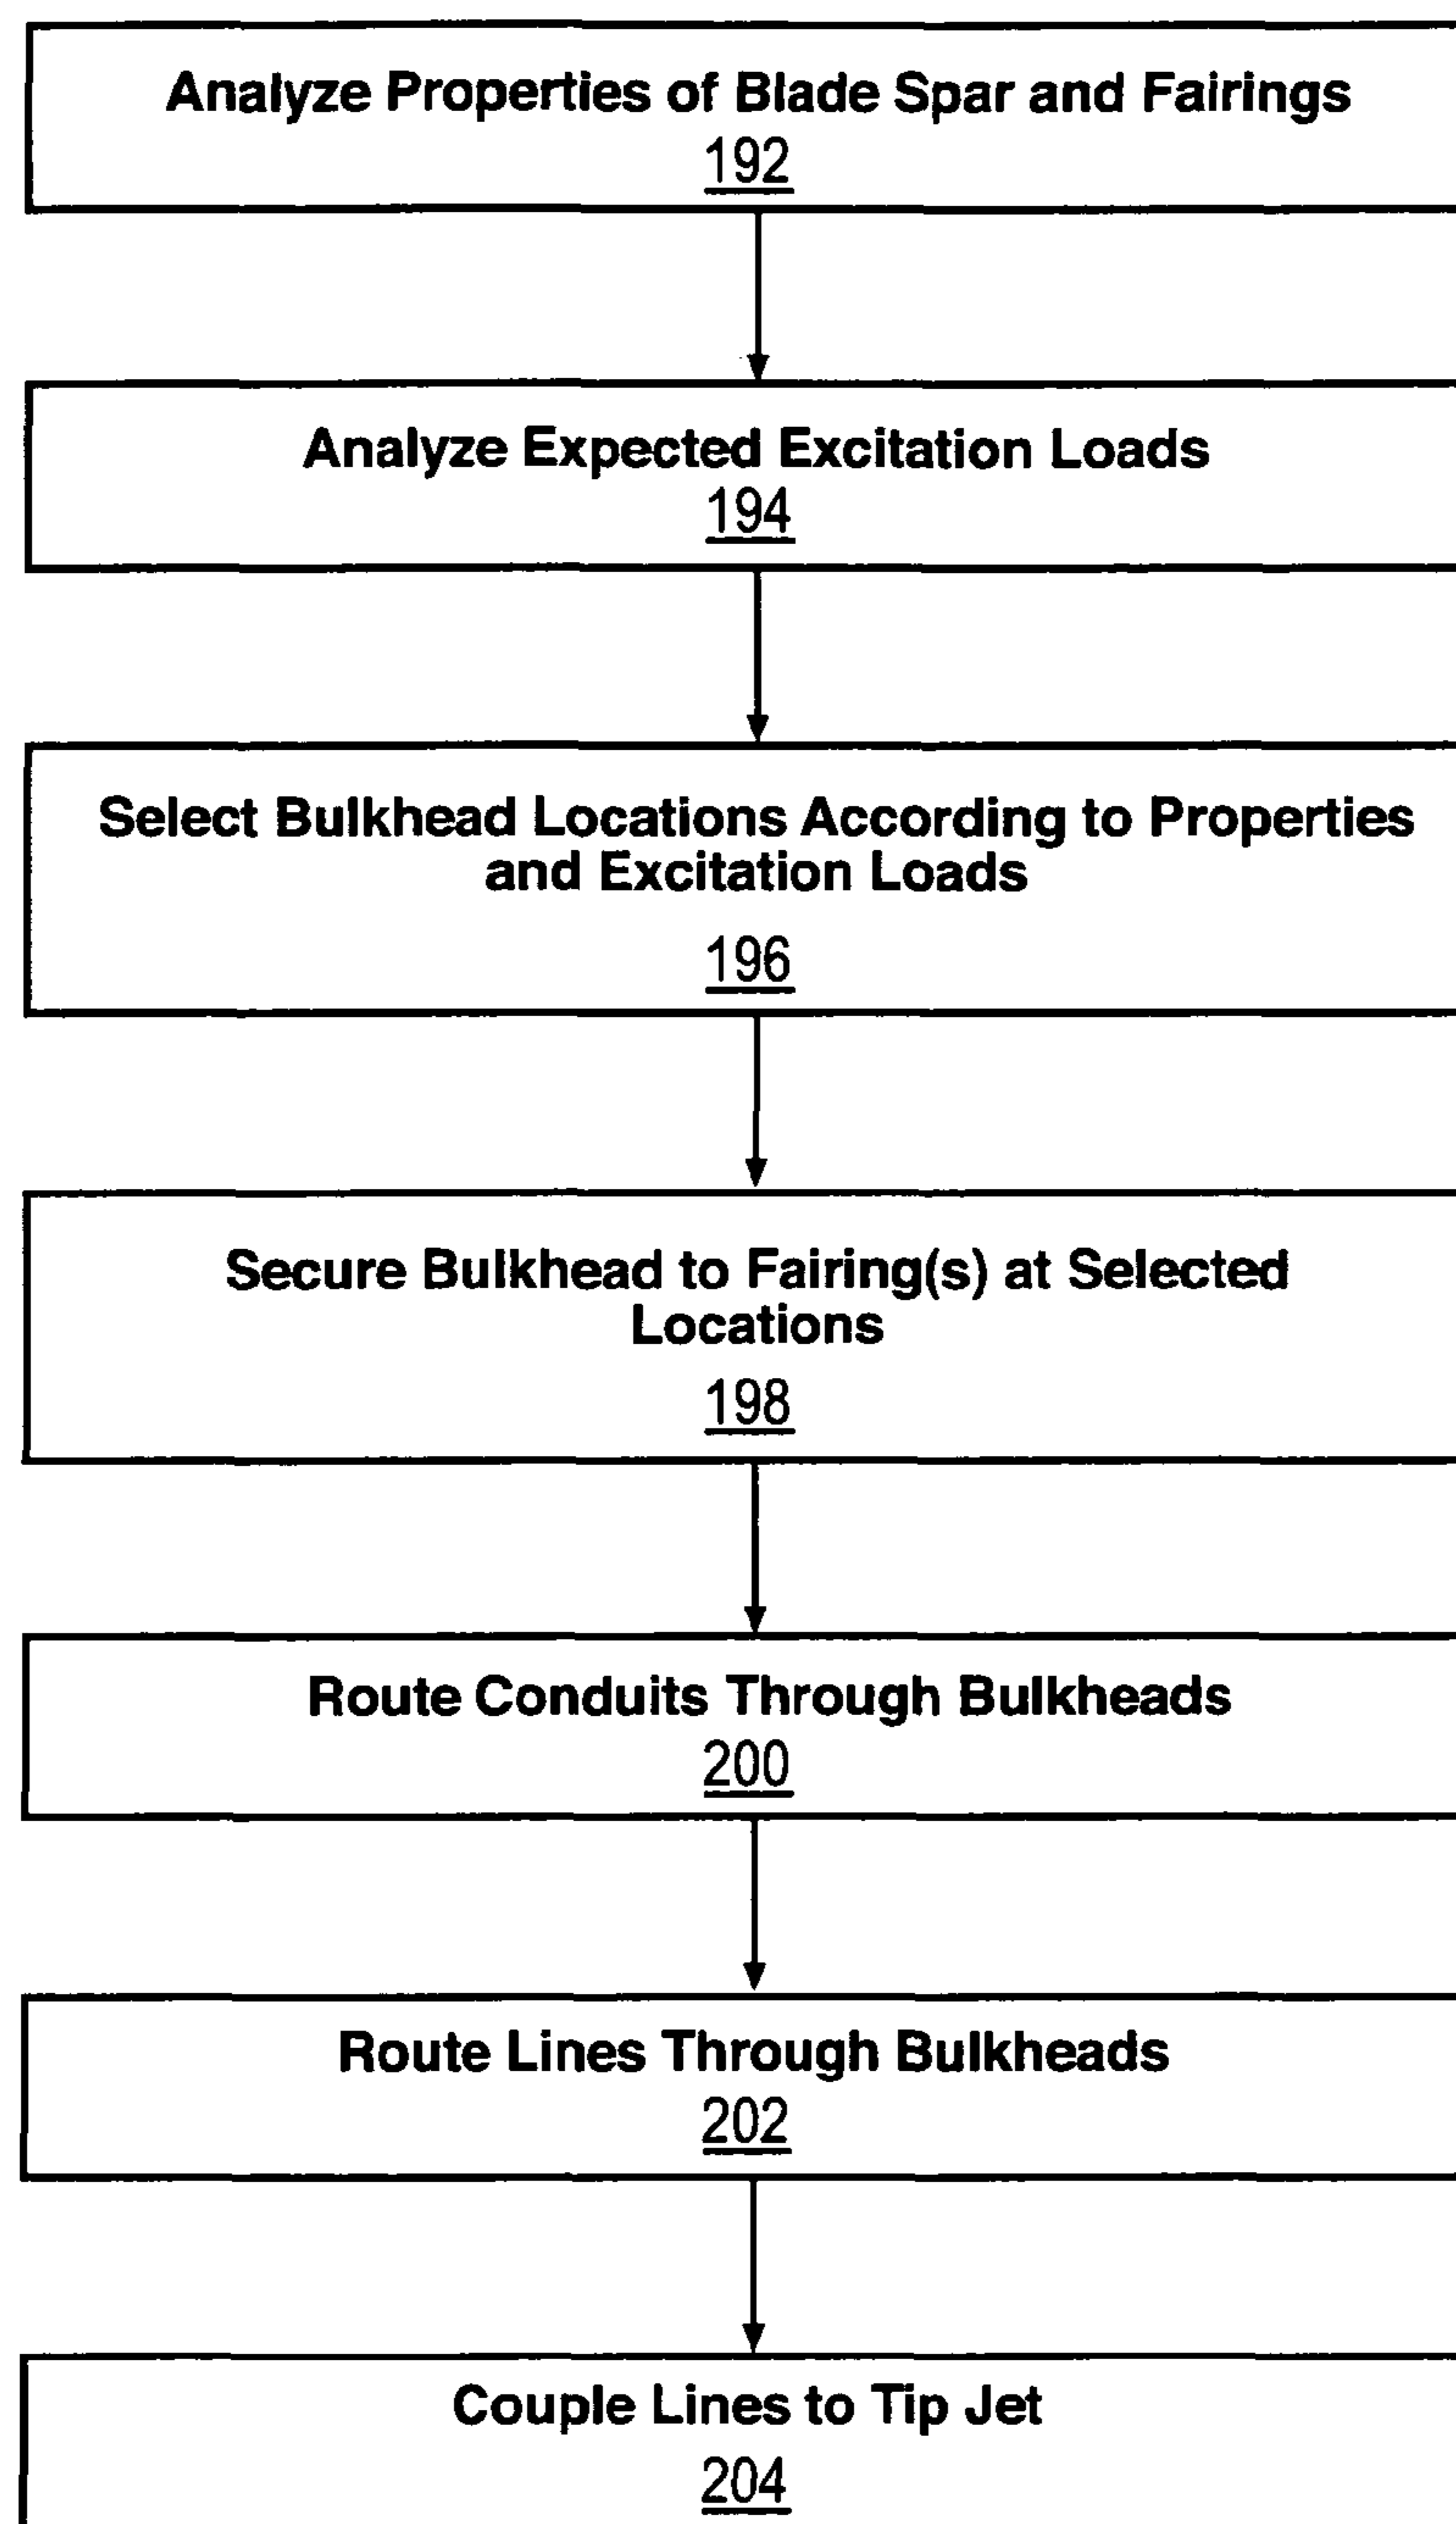 Analyze Properties of Blade Spar and Fairings
192
Analyze Expected Excitation Loads
194
Select Bulkhead Locations According to Properties
and Excitation Loads
196
Secure Bulkhead to Fairing(s) at Selected
Locations
198
Route Conduits Through Bulkheads
200
Route Lines Through Bulkheads
202
Couple Lines to Tip Jet
204